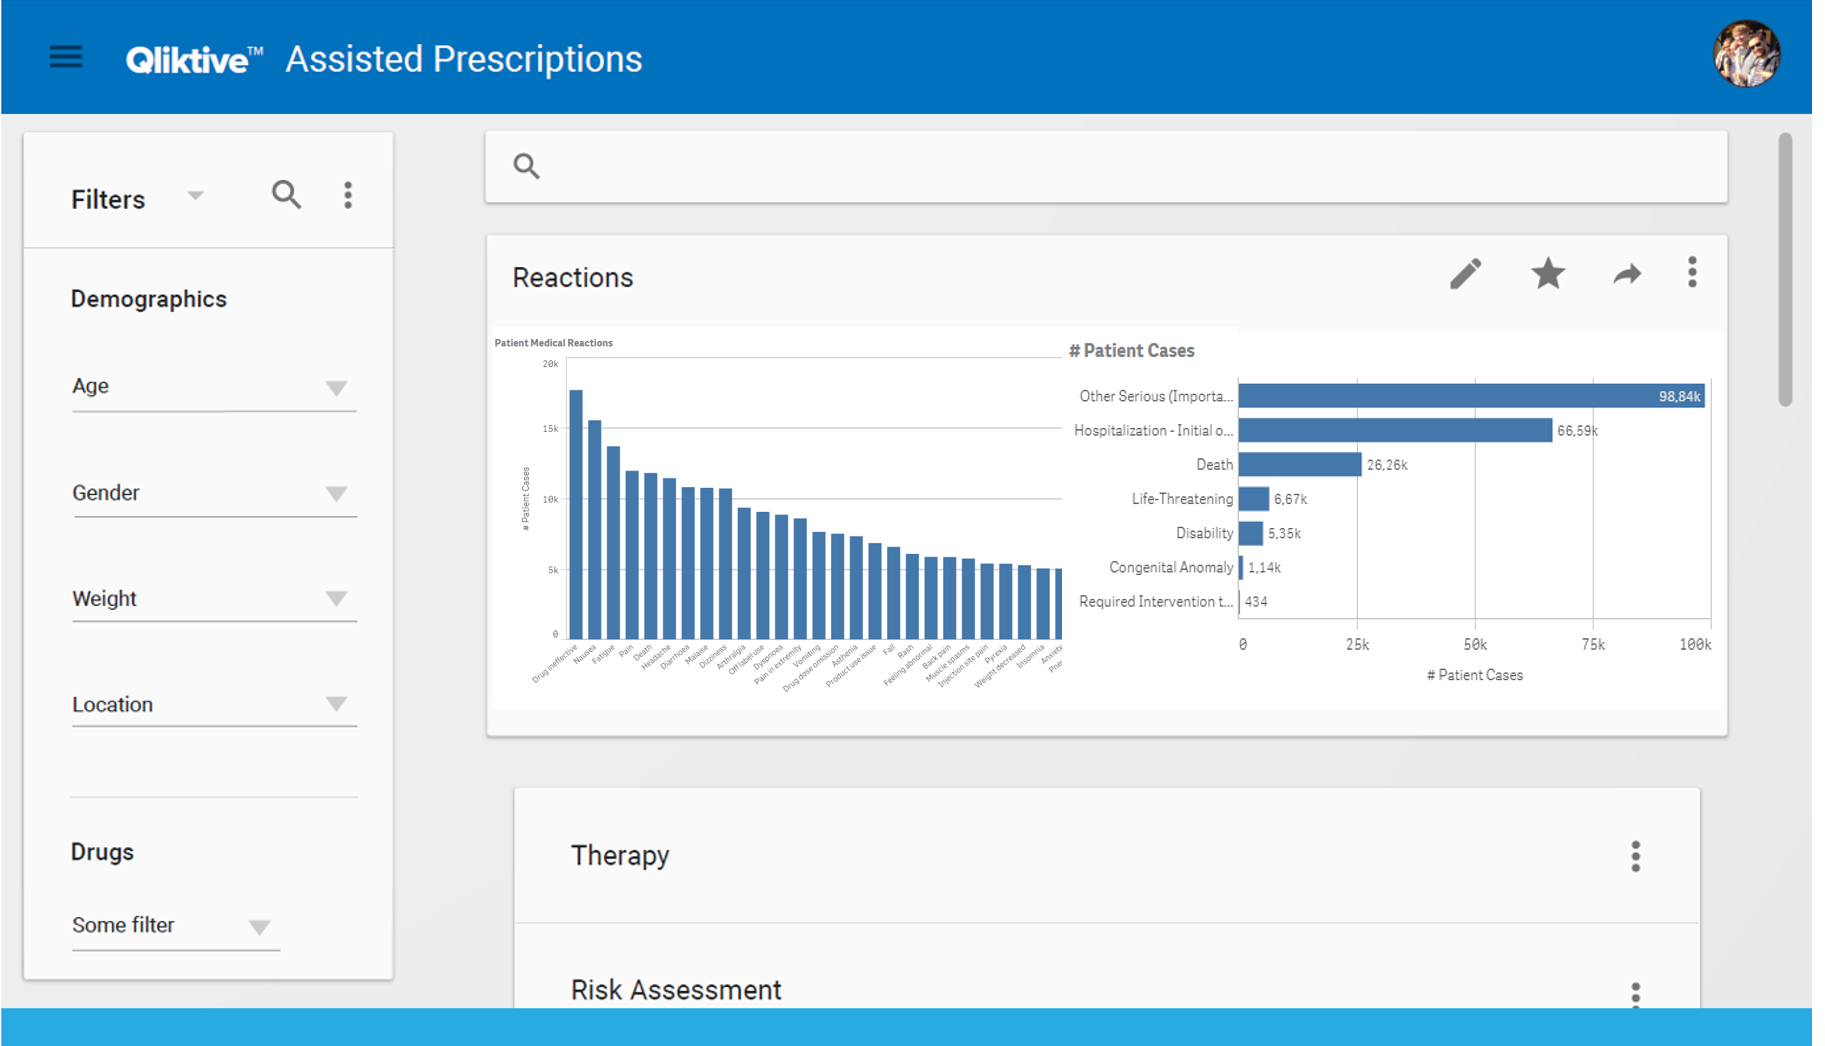 Qliktive™ Assisted Prescriptions
Filters
Demographics
Age
Gender
Weight
Location
Drugs
Some filter
Reactions
Patient Medical Reactions
20k
15k
10k
5k
0
# Patient Cases
Drug ineffective
Nausea
Fatigue
Pain
Death
Headache
Diarrhoea
Malaise
Dizziness
Arthralgia
Off label use
Dyspnoea
Pain in extremity
Vomiting
Drug dose omission
Asthenia
Product use issue
Fall
Rash
Feeling abnormal
Back pain
Muscle spasms
Injection site pain
Pyrexia
Weight decreased
Insomnia
Anxiety
Pne
# Patient Cases
Other Serious (Importa... 98,84k
Hospitalization - Initial o... 66,59k
Death 26,26k
Life-Threatening 6,67k
Disability 5,35k
Congenital Anomaly 1,14k
Required Intervention t... 434
0 25k 50k 75k 100k
# Patient Cases
Therapy
Risk Assessment